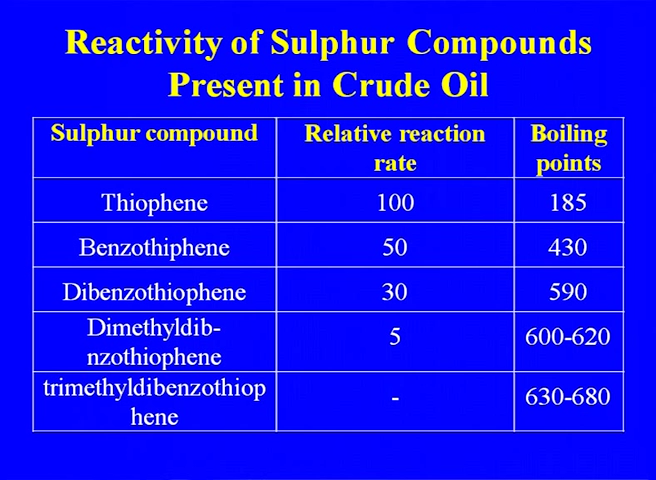 Reactivity of Sulphur Compounds
Present in Crude Oil
Sulphur compound Relative reaction rate Boiling points
Thiophene 100 185
Benzothiphene 50 430
Dibenzothiophene 30 590
Dimethyldib-
nzothiophene 5 600-620
trimethyldibenzothiop
hene - 630-680